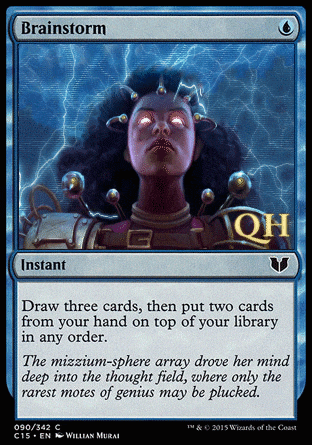 Brainstorm
QH
Instant
Draw three cards, then put two cards
from your hand on top of your library
in any order.
The mizzium-sphere array drove her mind
deep into the thought field, where only the
rarest motes of genius may be plucked.
090/342 C
C15 • EN Willian Murai
™ & © 2015 Wizards of the Coast